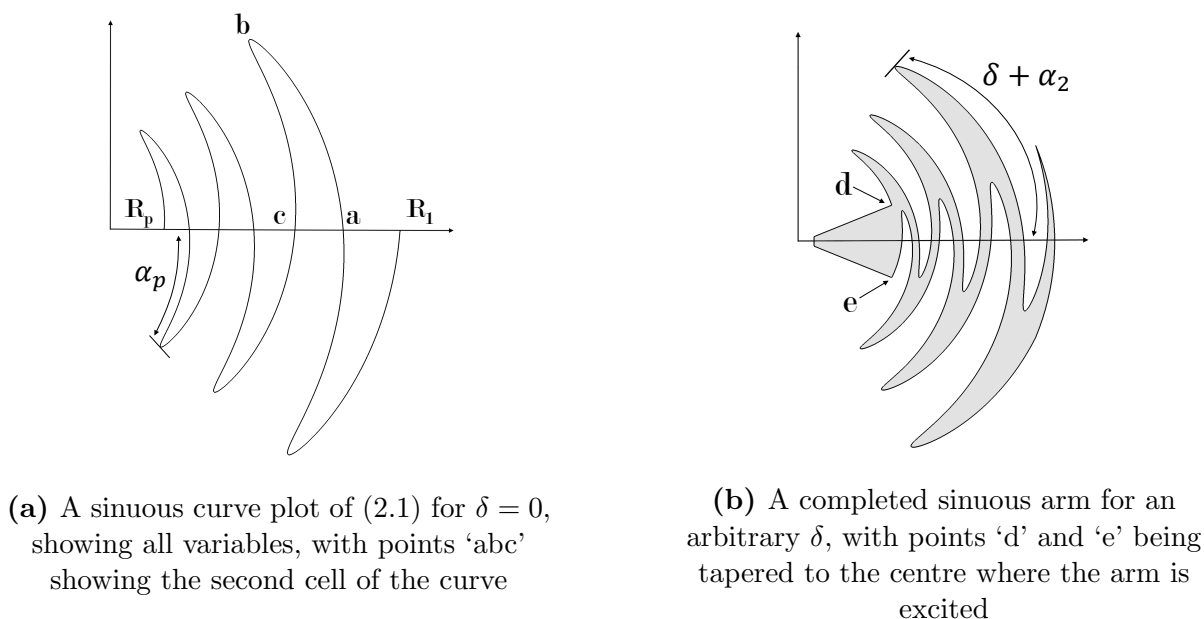 b
R_p
c
a
R_1
α_p
δ + α_2
d
e
(a) A sinuous curve plot of (2.1) for δ = 0,
showing all variables, with points ‘abc’
showing the second cell of the curve
(b) A completed sinuous arm for an
arbitrary δ, with points ‘d’ and ‘e’ being
tapered to the centre where the arm is
excited